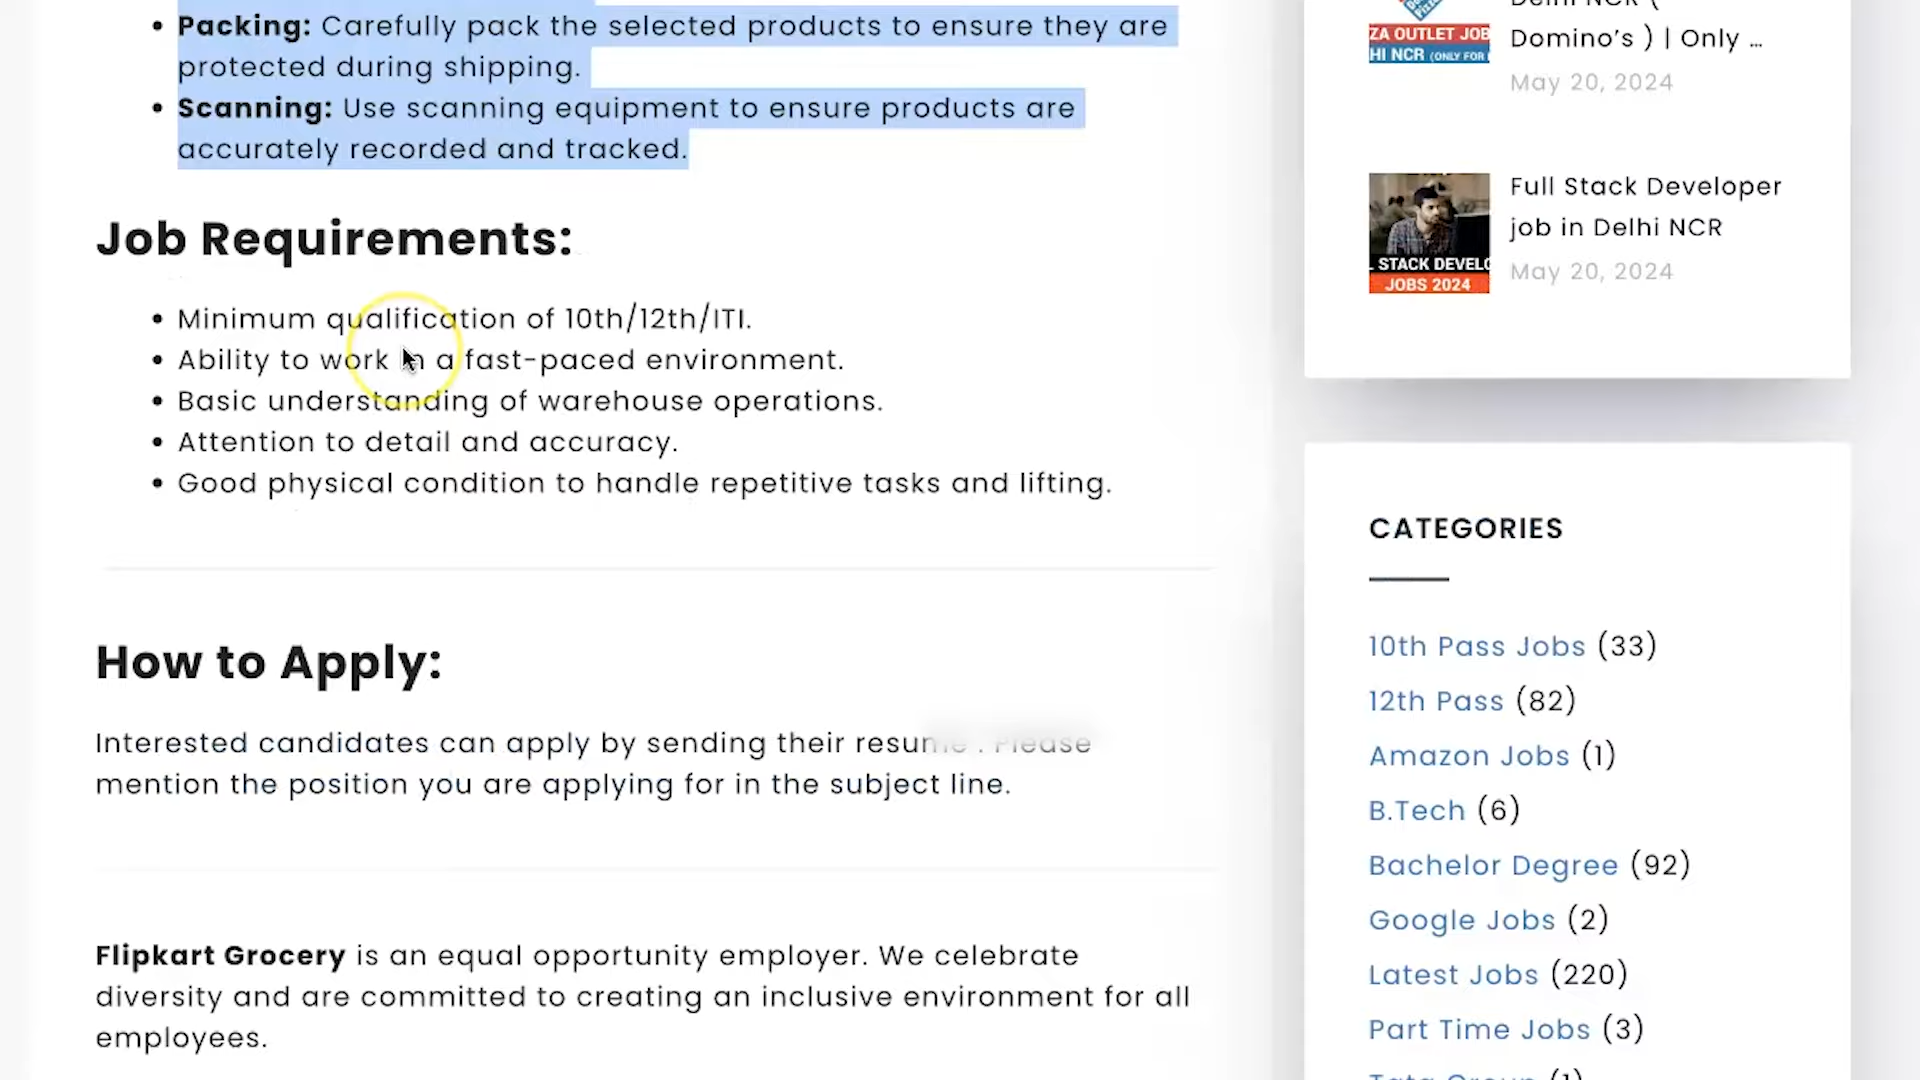 Packing: Carefully pack the selected products to ensure they are
protected during shipping.
Scanning: Use scanning equipment to ensure products are
accurately recorded and tracked.
Job Requirements:
Minimum qualification of 10th/12th/ITI.
Ability to work in a fast-paced environment.
Basic understanding of warehouse operations.
Attention to detail and accuracy.
Good physical condition to handle repetitive tasks and lifting.
How to Apply:
Interested candidates can apply by sending their resume . Please
mention the position you are applying for in the subject line.
Flipkart Grocery is an equal opportunity employer. We celebrate
diversity and are committed to creating an inclusive environment for all
employees.
Delhi NCR (
Domino’s ) | Only ...
May 20, 2024
ZA OUTLET JOB
HI NCR (ONLY FOR
Full Stack Developer
job in Delhi NCR
May 20, 2024
STACK DEVELO
JOBS 2024
CATEGORIES
10th Pass Jobs (33)
12th Pass (82)
Amazon Jobs (1)
B.Tech (6)
Bachelor Degree (92)
Google Jobs (2)
Latest Jobs (220)
Part Time Jobs (3)
Tata Group (1)